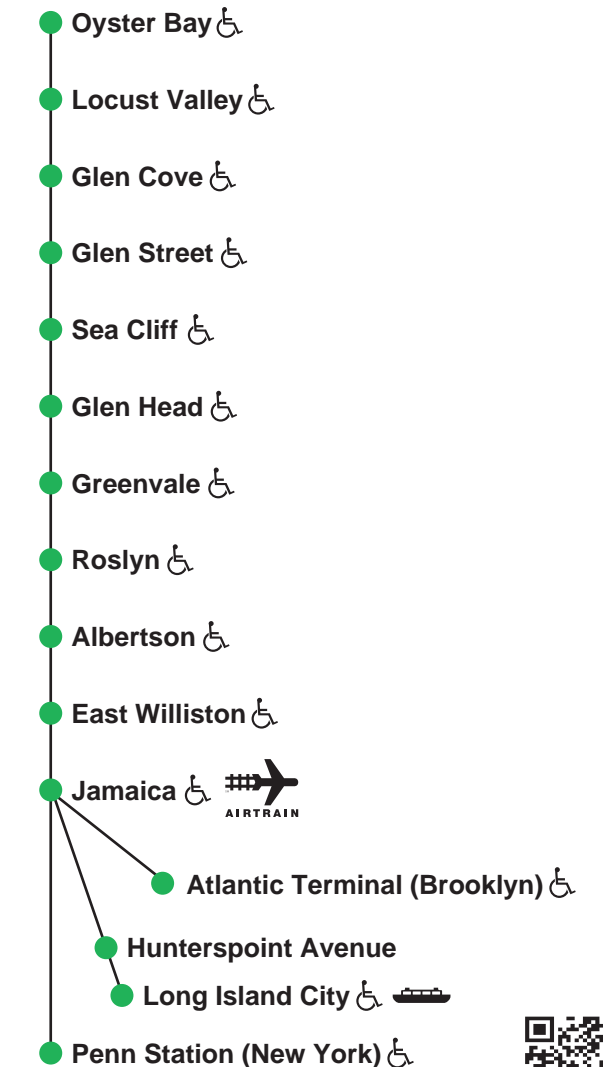 Oyster Bay
Locust Valley
Glen Cove
Glen Street
Sea Cliff
Glen Head
Greenvale
Roslyn
Albertson
East Williston
Jamaica
AIRTRAIN
Atlantic Terminal (Brooklyn)
Hunterspoint Avenue
Long Island City
Penn Station (New York)